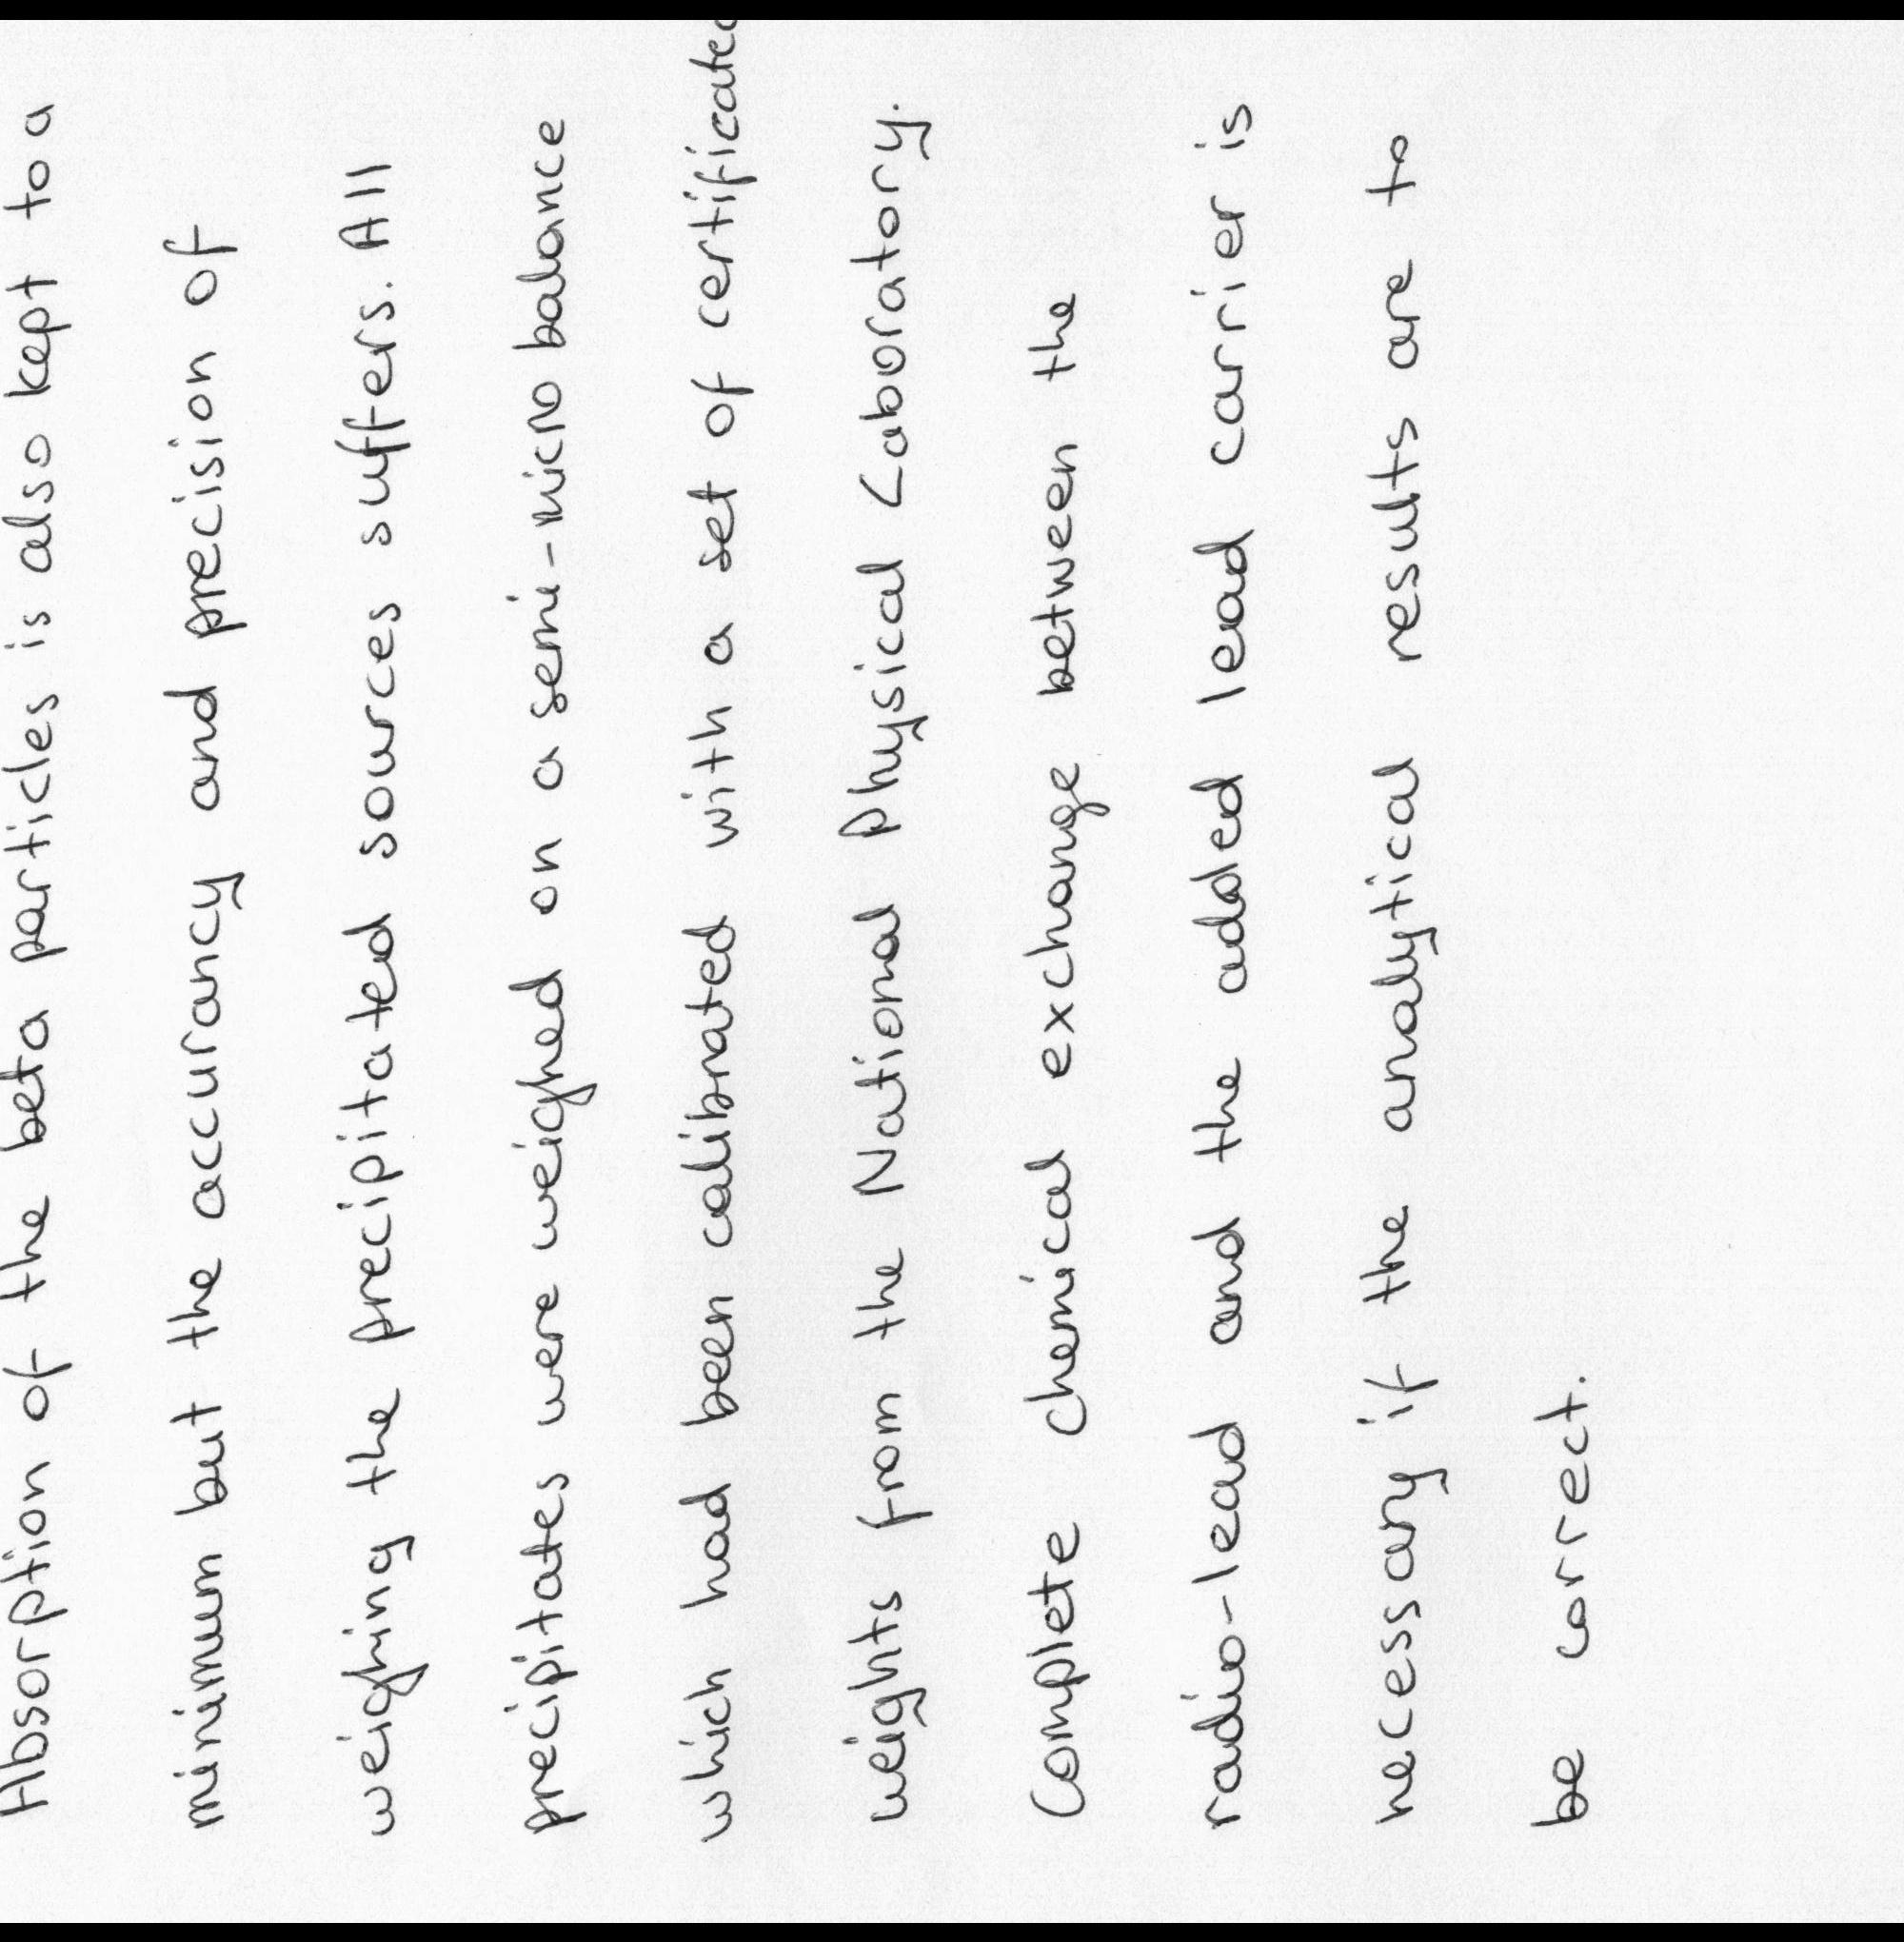 Absorption of the beta particles is also kept to a
minimum but the accurancy and precision of
weighing the precipitated sources suffers. All
precipitates were weighed on a semi-micro balance
which had been calibrated with a set of certificated
weights from the National Physical Laboratory.
Complete chemical exchange between the
radio-lead and the added lead carrier is
necessary if the analytical results are to
be correct.